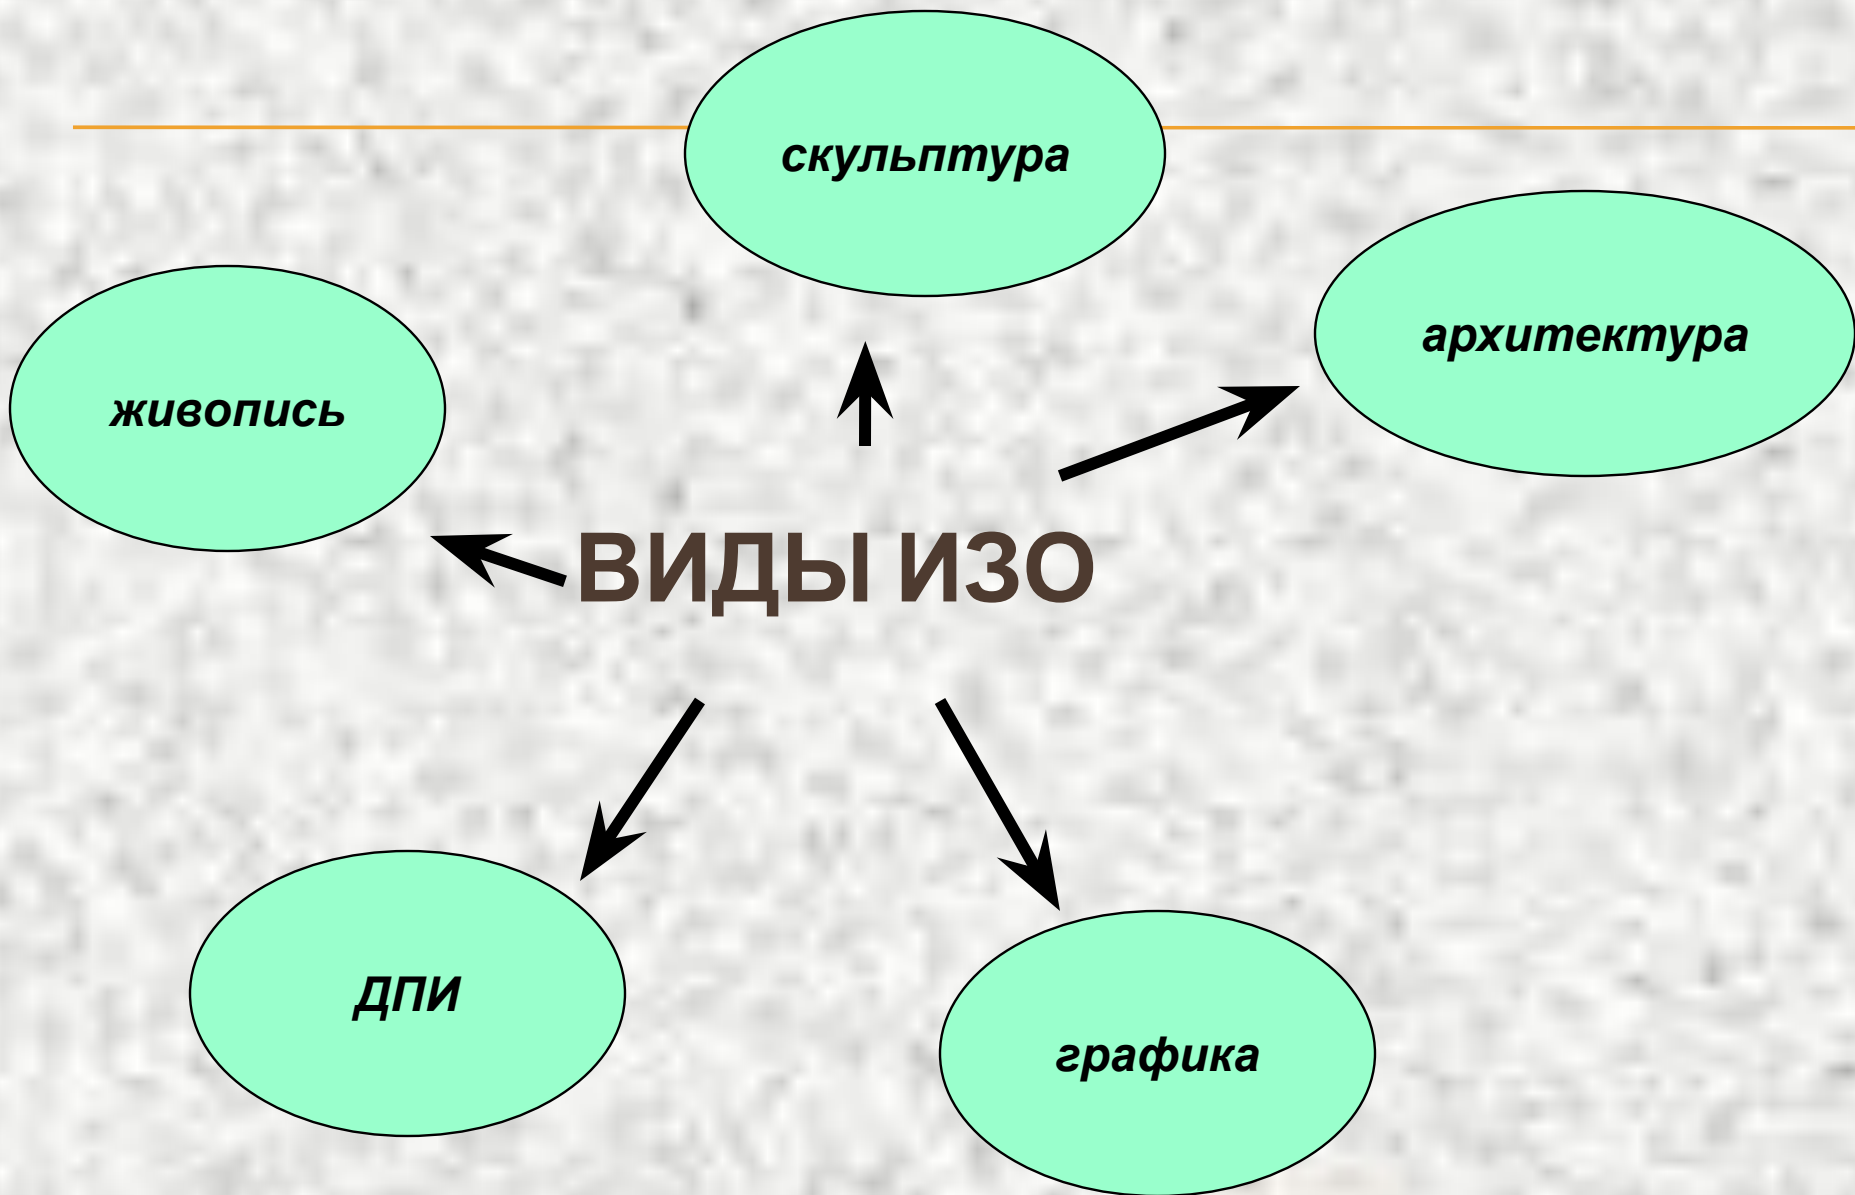 скульптура
архитектура
живопись
ВИДЫ ИЗО
ДПИ
графика